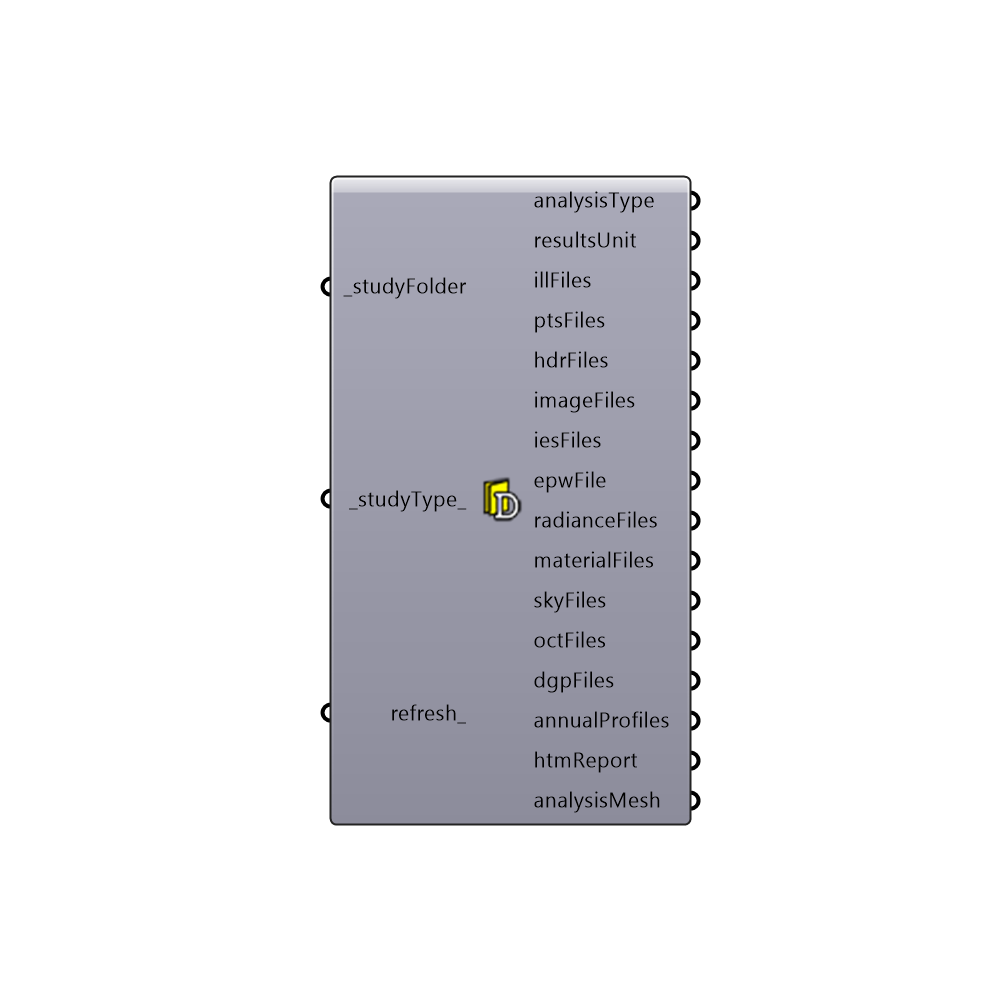 _studyFolder
_studyType_
refresh_
D
analysisType
resultsUnit
illFiles
ptsFiles
hdrFiles
imageFiles
iesFiles
epwFile
radianceFiles
materialFiles
skyFiles
octFiles
dgpFiles
annualProfiles
htmReport
analysisMesh